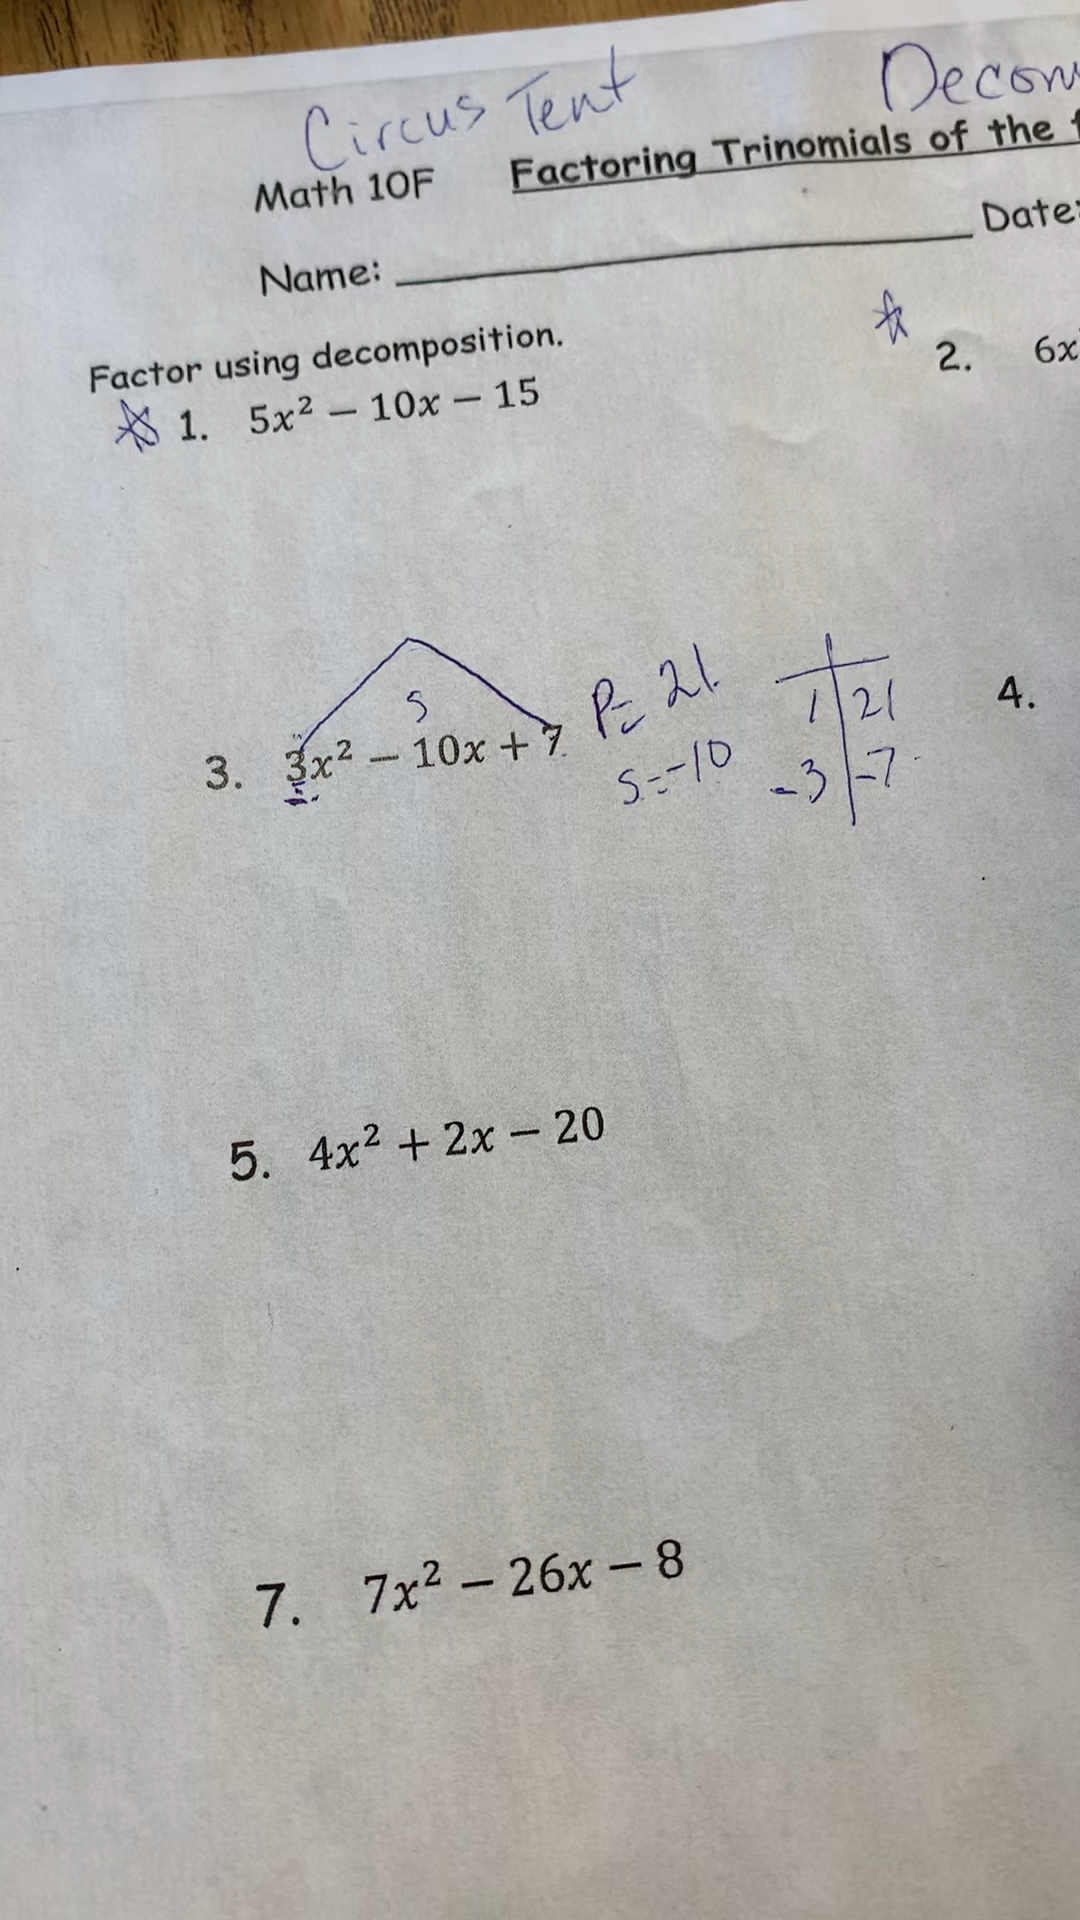 Circus Tent Decom
Math 10F Factoring Trinomials of the f
Name: Date:
Factor using decomposition.
1. 5x² − 10x − 15
2. 6x
3. 3x² − 10x + 7
S
P= 21
S=-10
1 | 21
-3 | -7
4.
5. 4x² + 2x − 20
7. 7x² − 26x − 8